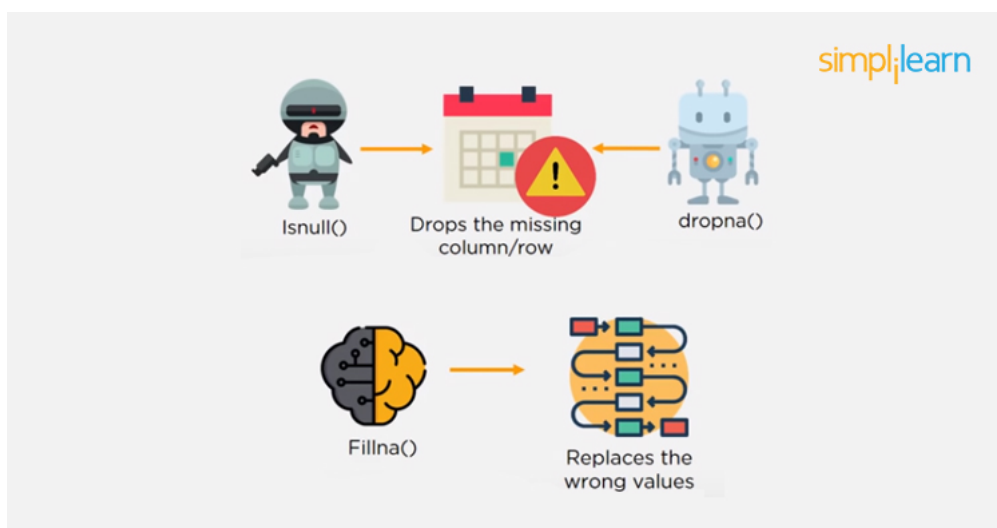 simplilearn
Isnull()
Drops the missing
column/row
dropna()
Fillna()
Replaces the
wrong values